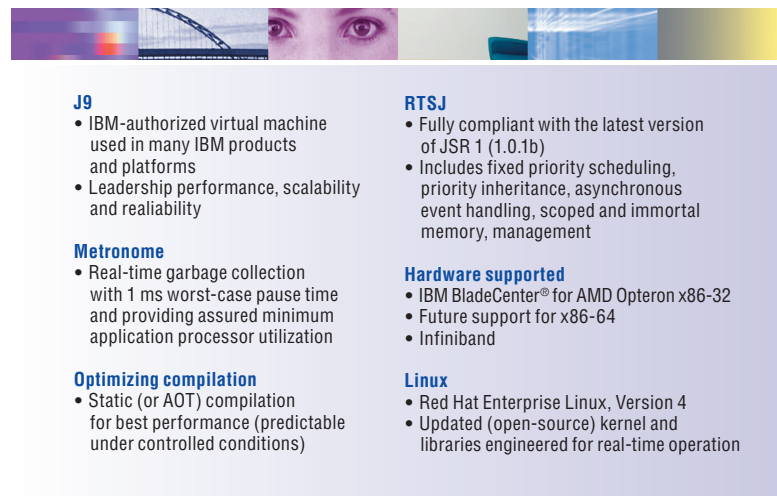 J9
• IBM-authorized virtual machine
used in many IBM products
and platforms
• Leadership performance, scalability
and realiability
Metronome
• Real-time garbage collection
with 1 ms worst-case pause time
and providing assured minimum
application processor utilization
Optimizing compilation
• Static (or AOT) compilation
for best performance (predictable
under controlled conditions)
RTSJ
• Fully compliant with the latest version
of JSR 1 (1.0.1b)
• Includes fixed priority scheduling,
priority inheritance, asynchronous
event handling, scoped and immortal
memory, management
Hardware supported
• IBM BladeCenter® for AMD Opteron x86-32
• Future support for x86-64
• Infiniband
Linux
• Red Hat Enterprise Linux, Version 4
• Updated (open-source) kernel and
libraries engineered for real-time operation